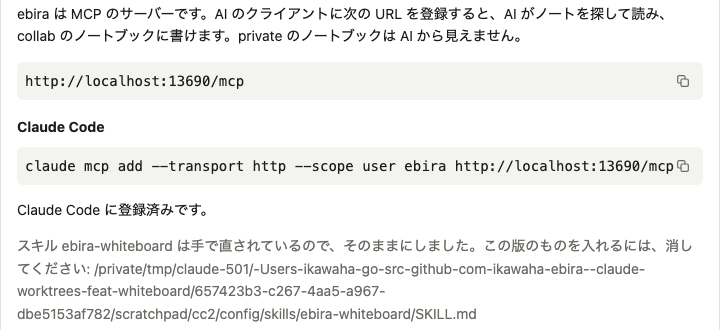 ebira は MCP のサーバーです。AI のクライアントに次の URL を登録すると、AI がノートを探して読み、
collab のノートブックに書けます。private のノートブックは AI から見えません。
http://localhost:13690/mcp
Claude Code
claude mcp add --transport http --scope user ebira http://localhost:13690/mcp
Claude Code に登録済みです。
スキル ebira-whiteboard は手で直されているので、そのままにしました。この版のものを入れるには、消し
てください: /private/tmp/claude-501/-Users-ikawaha-go-src-github-com-ikawaha-ebira--claude-
worktrees-feat-whiteboard/657423b3-c267-4aa5-a967-
dbe5153af782/scratchpad/cc2/config/skills/ebira-whiteboard/SKILL.md